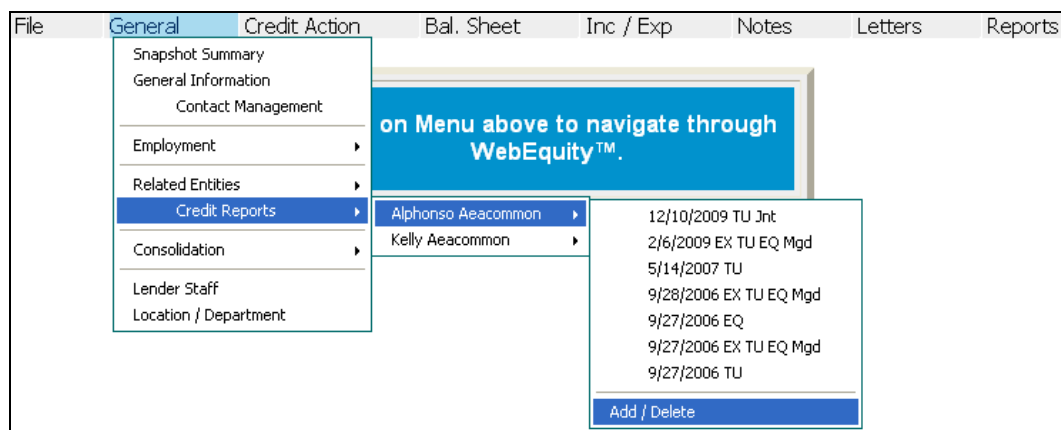 File General Credit Action Bal. Sheet Inc / Exp Notes Letters Reports
Snapshot Summary
General Information
Contact Management
Employment
Related Entities
Credit Reports
Consolidation
Lender Staff
Location / Department
on Menu above to navigate through
WebEquity™.
Alphonso Aeacommon
Kelly Aeacommon
12/10/2009 TU Jnt
2/6/2009 EX TU EQ Mgd
5/14/2007 TU
9/28/2006 EX TU EQ Mgd
9/27/2006 EQ
9/27/2006 EX TU EQ Mgd
9/27/2006 TU
Add / Delete